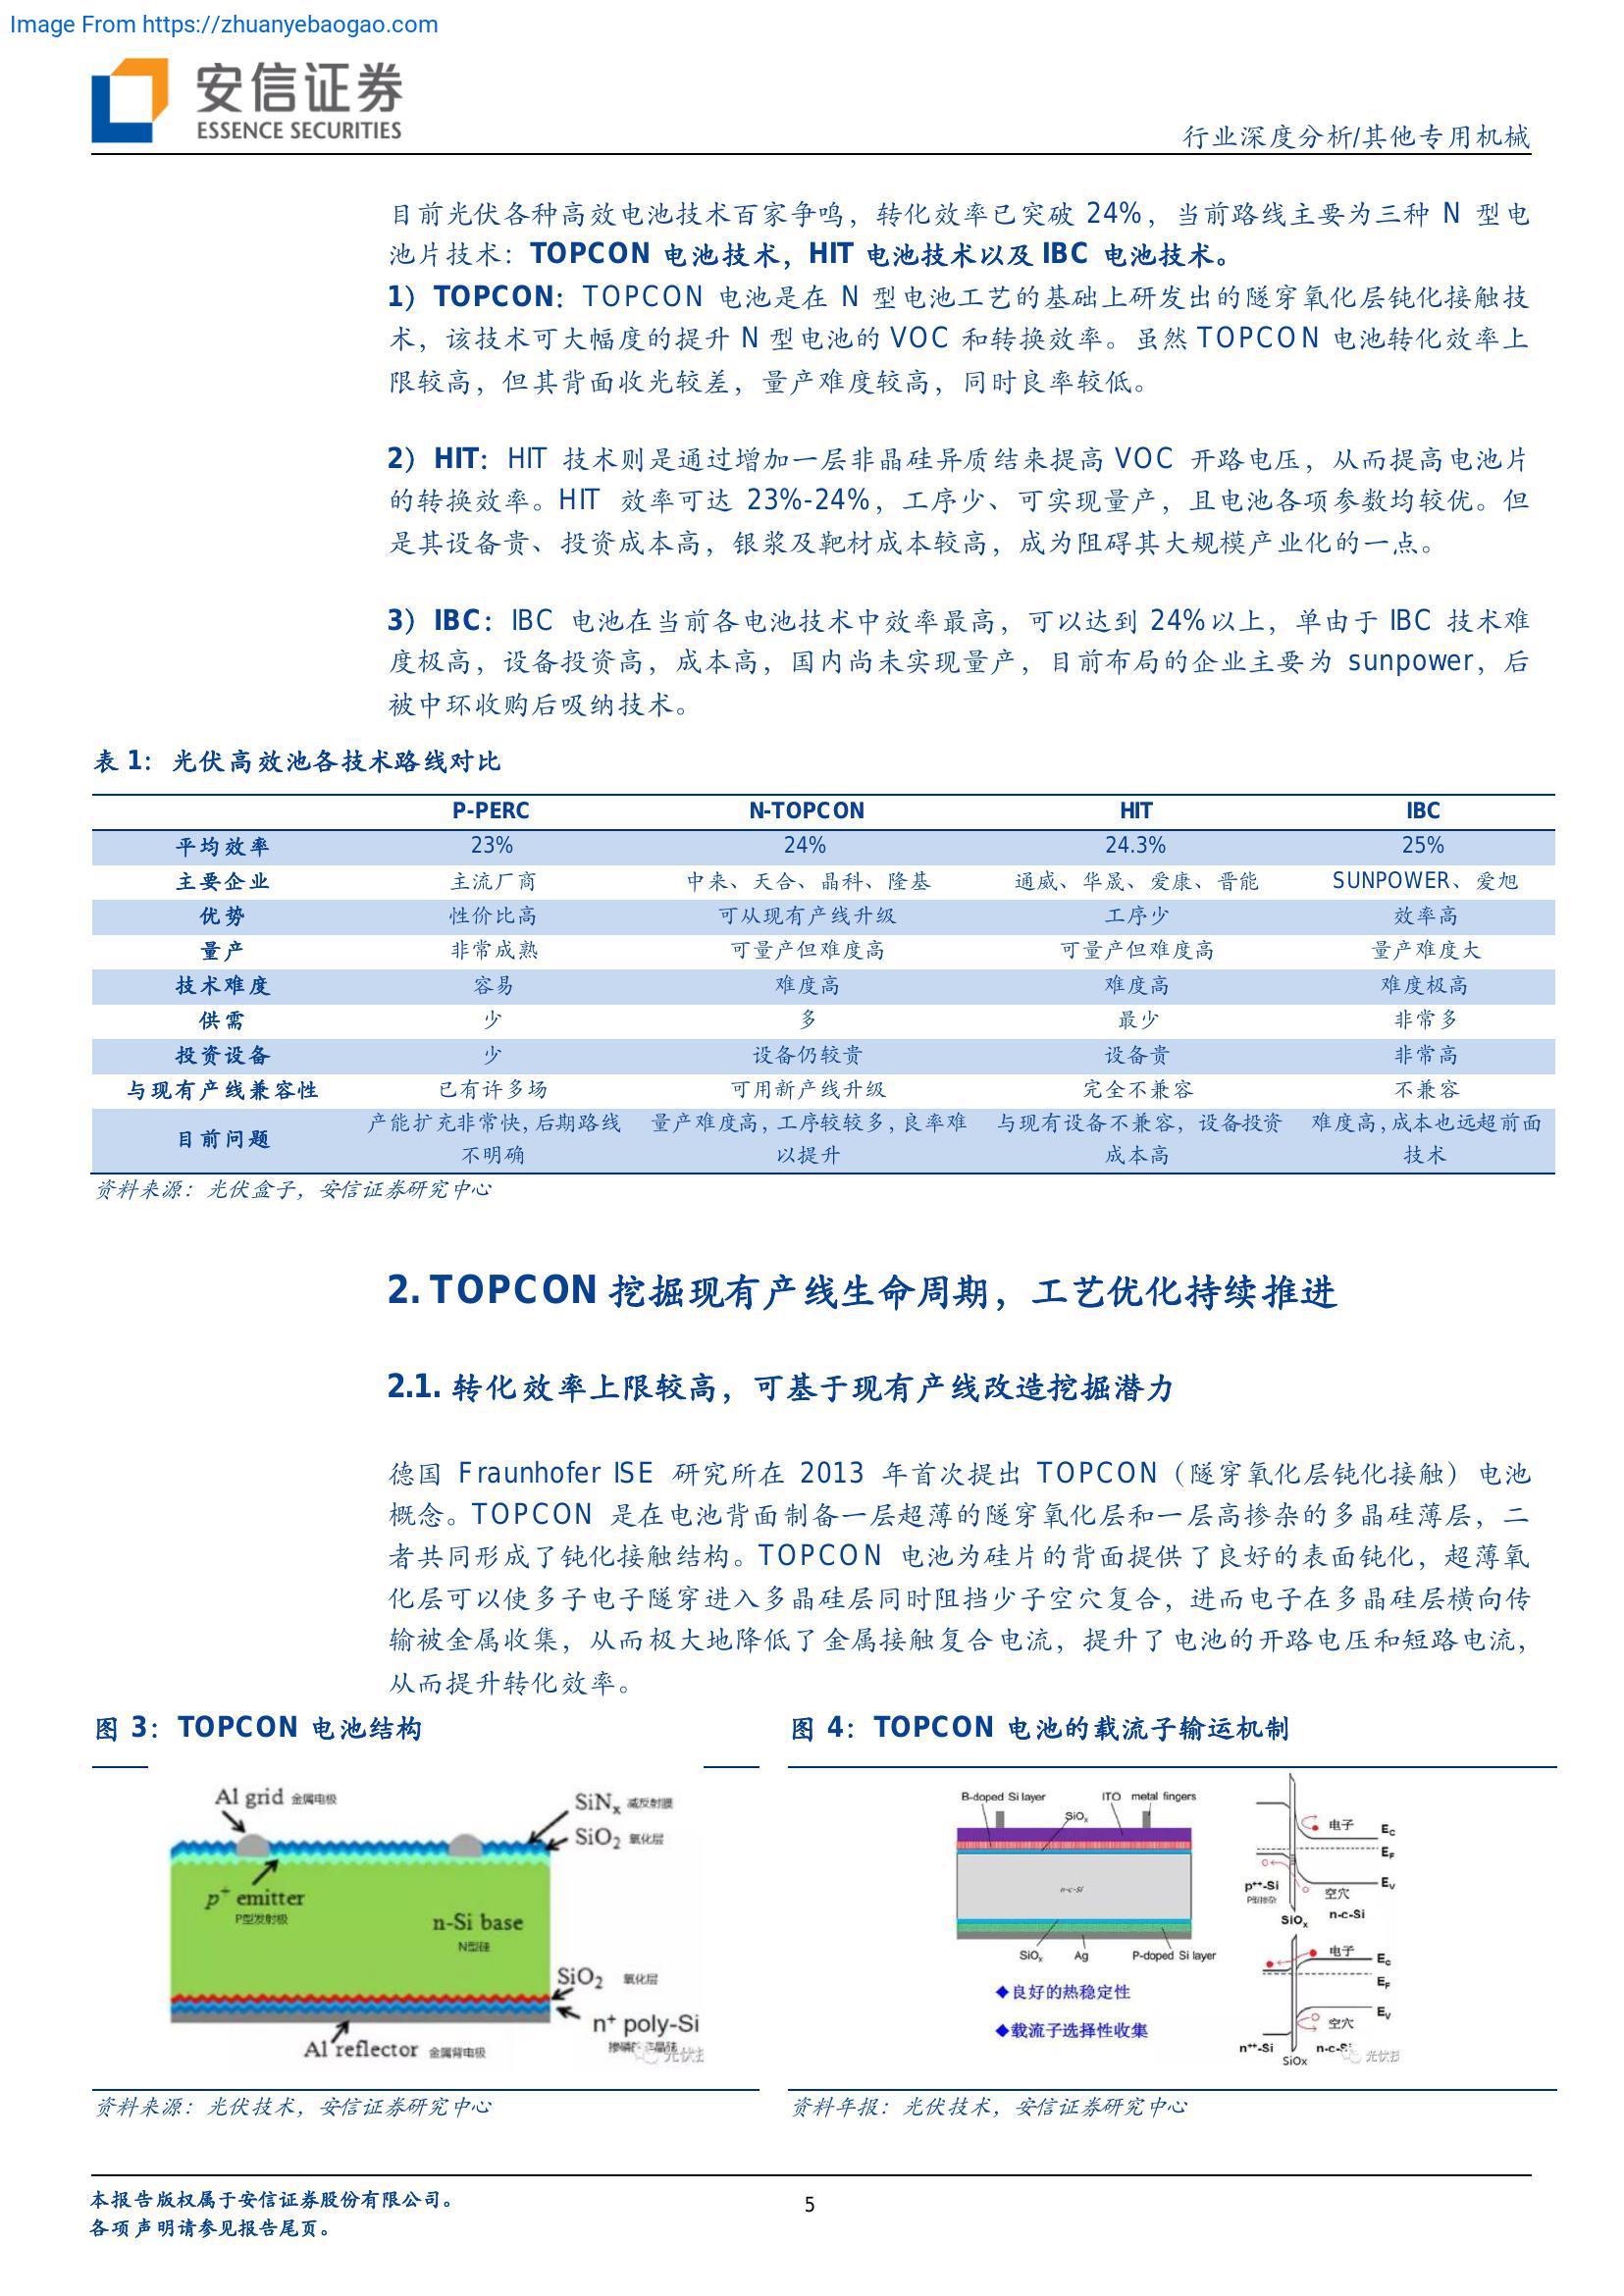 Image From https://zhuanyebaogao.com
安信证券
ESSENCE SECURITIES
行业深度分析/其他专用机械
目前光伏各种高效电池技术百家争鸣，转化效率已突破 24%，当前路线主要为三种 N 型电
池片技术：TOPCON 电池技术，HIT 电池技术以及 IBC 电池技术。
1）TOPCON：TOPCON 电池是在 N 型电池工艺的基础上研发出的隧穿氧化层钝化接触技
术，该技术可大幅度的提升 N 型电池的 VOC 和转换效率。虽然 TOPCON 电池转化效率上
限较高，但其背面收光较差，量产难度较高，同时良率较低。
2）HIT：HIT 技术则是通过增加一层非晶硅异质结来提高 VOC 开路电压，从而提高电池片
的转换效率。HIT 效率可达 23%-24%，工序少、可实现量产，且电池各项参数均较优。但
是其设备贵、投资成本高，银浆及靶材成本较高，成为阻碍其大规模产业化的一点。
3）IBC：IBC 电池在当前各电池技术中效率最高，可以达到 24%以上，单由于 IBC 技术难
度极高，设备投资高，成本高，国内尚未实现量产，目前布局的企业主要为 sunpower，后
被中环收购后吸纳技术。
表 1：光伏高效池各技术路线对比
P-PERC N-TOPCON HIT IBC
平均效率 23% 24% 24.3% 25%
主要企业 主流厂商 中来、天合、晶科、隆基 通威、华晟、爱康、晋能 SUNPOWER、爱旭
优势 性价比高 可从现有产线升级 工序少 效率高
量产 非常成熟 可量产但难度高 可量产但难度高 量产难度大
技术难度 容易 难度高 难度高 难度极高
供需 少 多 最少 非常多
投资设备 少 设备仍较贵 设备贵 非常高
与现有产线兼容性 已有许多场 可用新产线升级 完全不兼容 不兼容
目前问题 产能扩充非常快，后期路线 量产难度高，工序较较多，良率难 与现有设备不兼容，设备投资 难度高，成本也远超前面
不明确 以提升 成本高 技术
资料来源：光伏盒子，安信证券研究中心
2. TOPCON 挖掘现有产线生命周期，工艺优化持续推进
2.1. 转化效率上限较高，可基于现有产线改造挖掘潜力
德国 Fraunhofer ISE 研究所在 2013 年首次提出 TOPCON（隧穿氧化层钝化接触）电池
概念。TOPCON 是在电池背面制备一层超薄的隧穿氧化层和一层高掺杂的多晶硅薄层，二
者共同形成了钝化接触结构。TOPCON 电池为硅片的背面提供了良好的表面钝化，超薄氧
化层可以使多子电子隧穿进入多晶硅层同时阻挡少子空穴复合，进而电子在多晶硅层横向传
输被金属收集，从而极大地降低了金属接触复合电流，提升了电池的开路电压和短路电流，
从而提升转化效率。
图 3：TOPCON 电池结构
Al grid 金属电极
SiNx 减反射膜
SiO2 氧化层
p+ emitter
P型发射极
n-Si base
N型硅
SiO2 氧化层
n+ poly-Si
Al reflector 金属背电极
资料来源：光伏技术，安信证券研究中心
图 4：TOPCON 电池的载流子输运机制
B-doped Si layer ITO metal fingers
SiOx
n-c-Si
SiOx Ag P-doped Si layer
◆良好的热稳定性
◆载流子选择性收集
电子 EC
EF
EV
p++-Si 空穴
P型掺杂
SiOx n-c-Si
电子 EC
EF
EV
空穴
n++-Si SiOx n-c-Si
资料年报：光伏技术，安信证券研究中心
本报告版权属于安信证券股份有限公司。
各项声明请参见报告尾页。
5